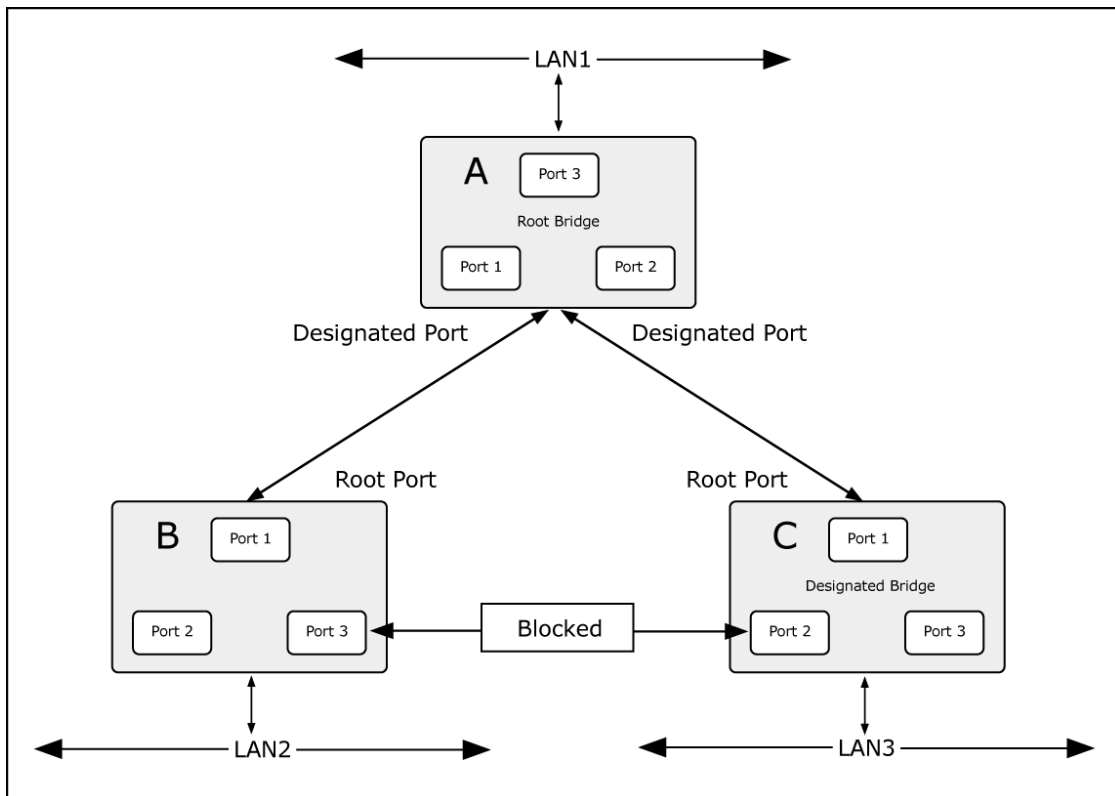 LAN1
A
Port 3
Root Bridge
Port 1
Port 2
Designated Port
Designated Port
Root Port
Root Port
B
Port 1
C
Port 1
Designated Bridge
Port 2
Port 3
Blocked
Port 2
Port 3
LAN2
LAN3